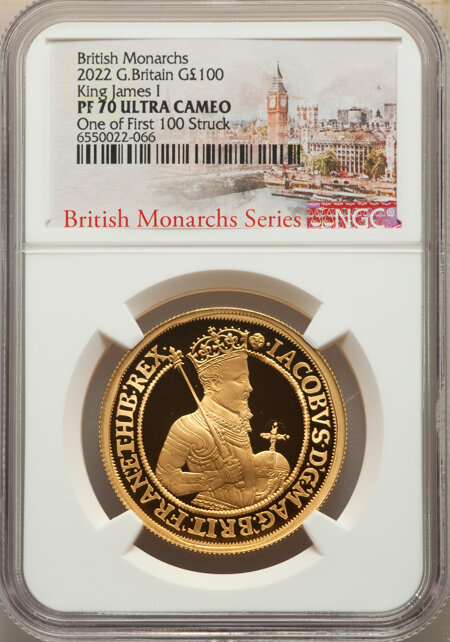 British Monarchs
2022 G.Britain G£100
King James I
PF 70 ULTRA CAMEO
One of First 100 Struck
6550022-066
British Monarchs Series
NGC®
·IACOBVS·D·G·MAG·BRIT·FRAN·ET·HIB·REX·